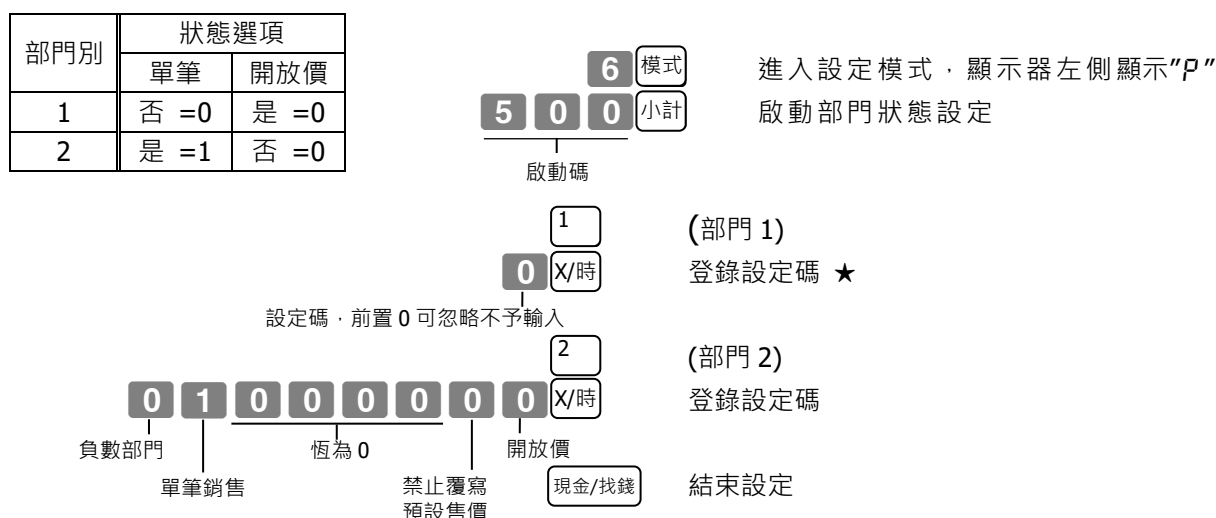 部門別 狀態選項
單筆 開放價
1 否 =0 是 =0
2 是 =1 否 =0
6 模式 進入設定模式，顯示器左側顯示"P"
5 0 0 小計 啟動部門狀態設定
啟動碼
1 (部門 1)
0 X/時 登錄設定碼 ★
設定碼，前置 0 可忽略不予輸入
2 (部門 2)
0 1 0 0 0 0 0 0 X/時 登錄設定碼
負數部門 恆為 0 開放價
單筆銷售 禁止覆寫 現金/找錢 結束設定
預設售價